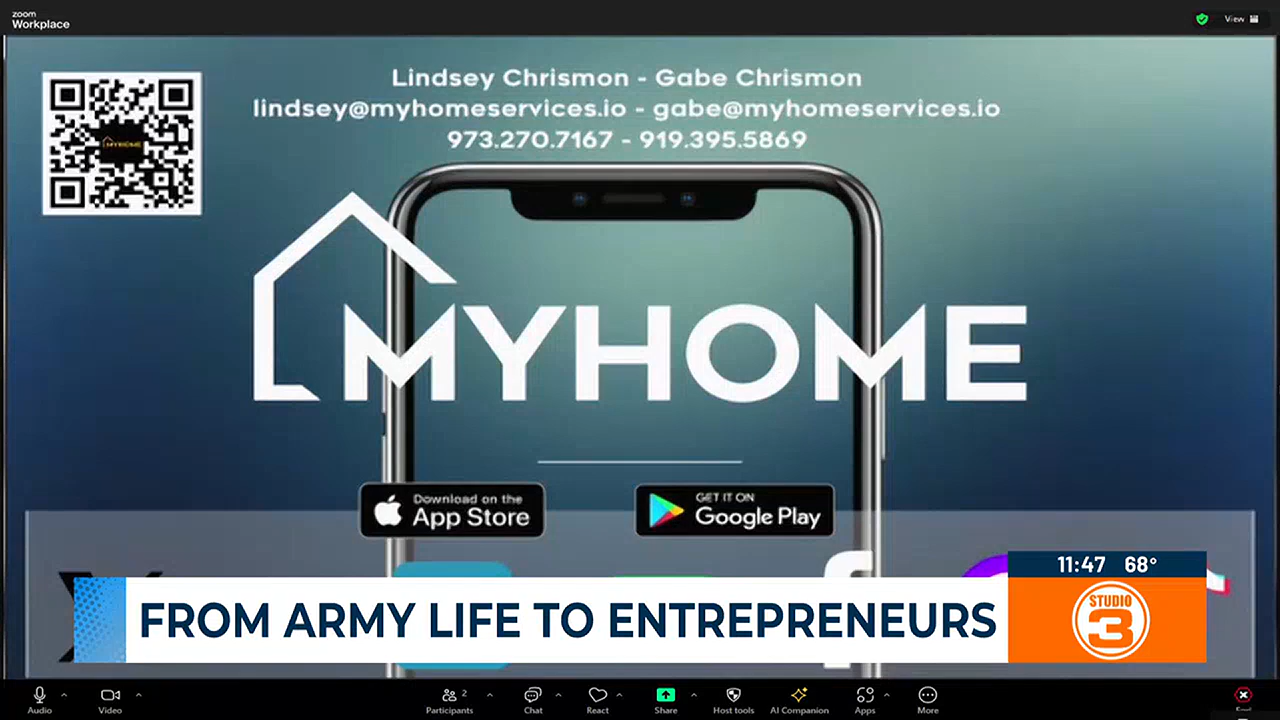 zoom
Workplace
View
Lindsey Chrismon - Gabe Chrismon
lindsey@myhomeservices.io - gabe@myhomeservices.io
973.270.7167 - 919.395.5869
MYHOME
MYHOME
Download on the
App Store
GET IT ON
Google Play
11:47 68°
FROM ARMY LIFE TO ENTREPRENEURS
STUDIO
3
Audio
Video
Participants 2
Chat
React
Share
Host tools
AI Companion
Apps
More